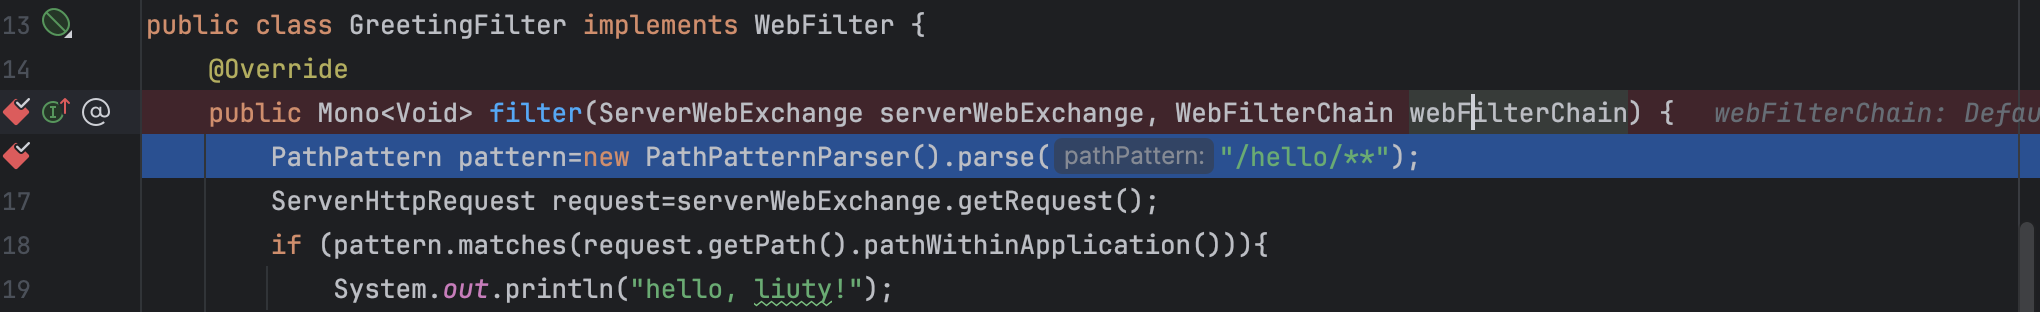 13 public class GreetingFilter implements WebFilter {
14 @Override
@ public Mono<Void> filter(ServerWebExchange serverWebExchange, WebFilterChain webFilterChain) { webFilterChain: Defau
PathPattern pattern=new PathPatternParser().parse( pathPattern: "/hello/**");
17 ServerHttpRequest request=serverWebExchange.getRequest();
18 if (pattern.matches(request.getPath().pathWithinApplication())){
19 System.out.println("hello, liuty!");